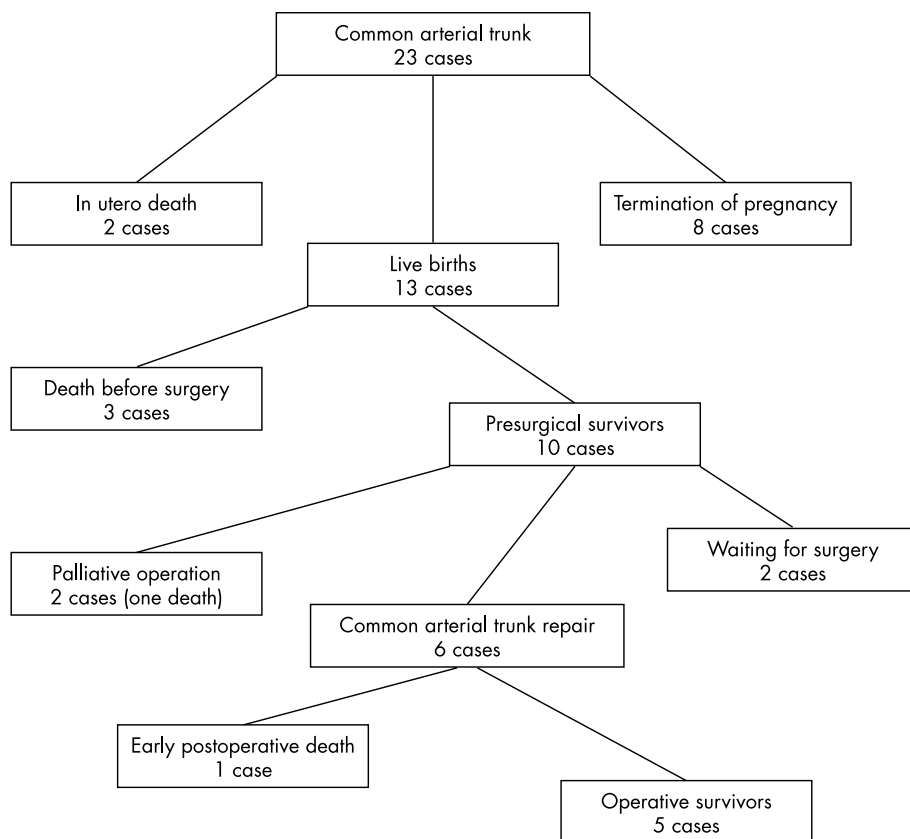 Common arterial trunk
23 cases
In utero death
2 cases
Termination of pregnancy
8 cases
Live births
13 cases
Death before surgery
3 cases
Presurgical survivors
10 cases
Waiting for surgery
2 cases
Palliative operation
2 cases (one death)
Common arterial trunk repair
6 cases
Early postoperative death
1 case
Operative survivors
5 cases